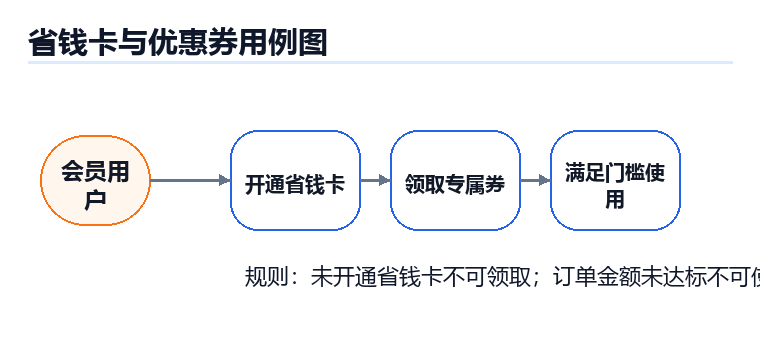 省钱卡与优惠券用例图
会员用
户
开通省钱卡
领取专属券
满足门槛使
用
规则：未开通省钱卡不可领取；订单金额未达标不可